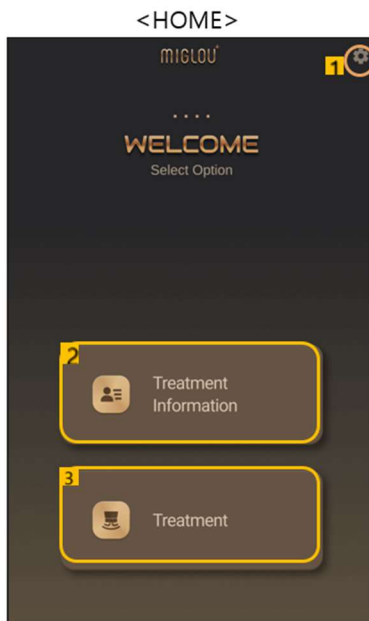 <HOME>
MIGLOU
1
WELCOME
Select Option
2
Treatment
Information
3
Treatment